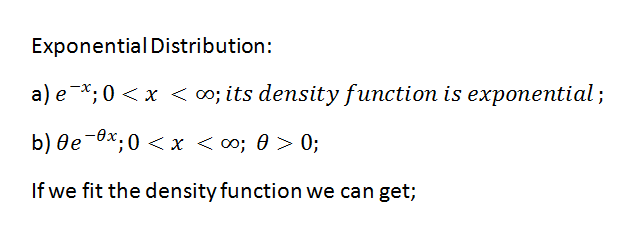 Exponential Distribution:
a) e⁻ˣ; 0 < x < ∞; its density function is exponential ;
b) θe⁻θˣ; 0 < x < ∞; θ > 0;
If we fit the density function we can get;